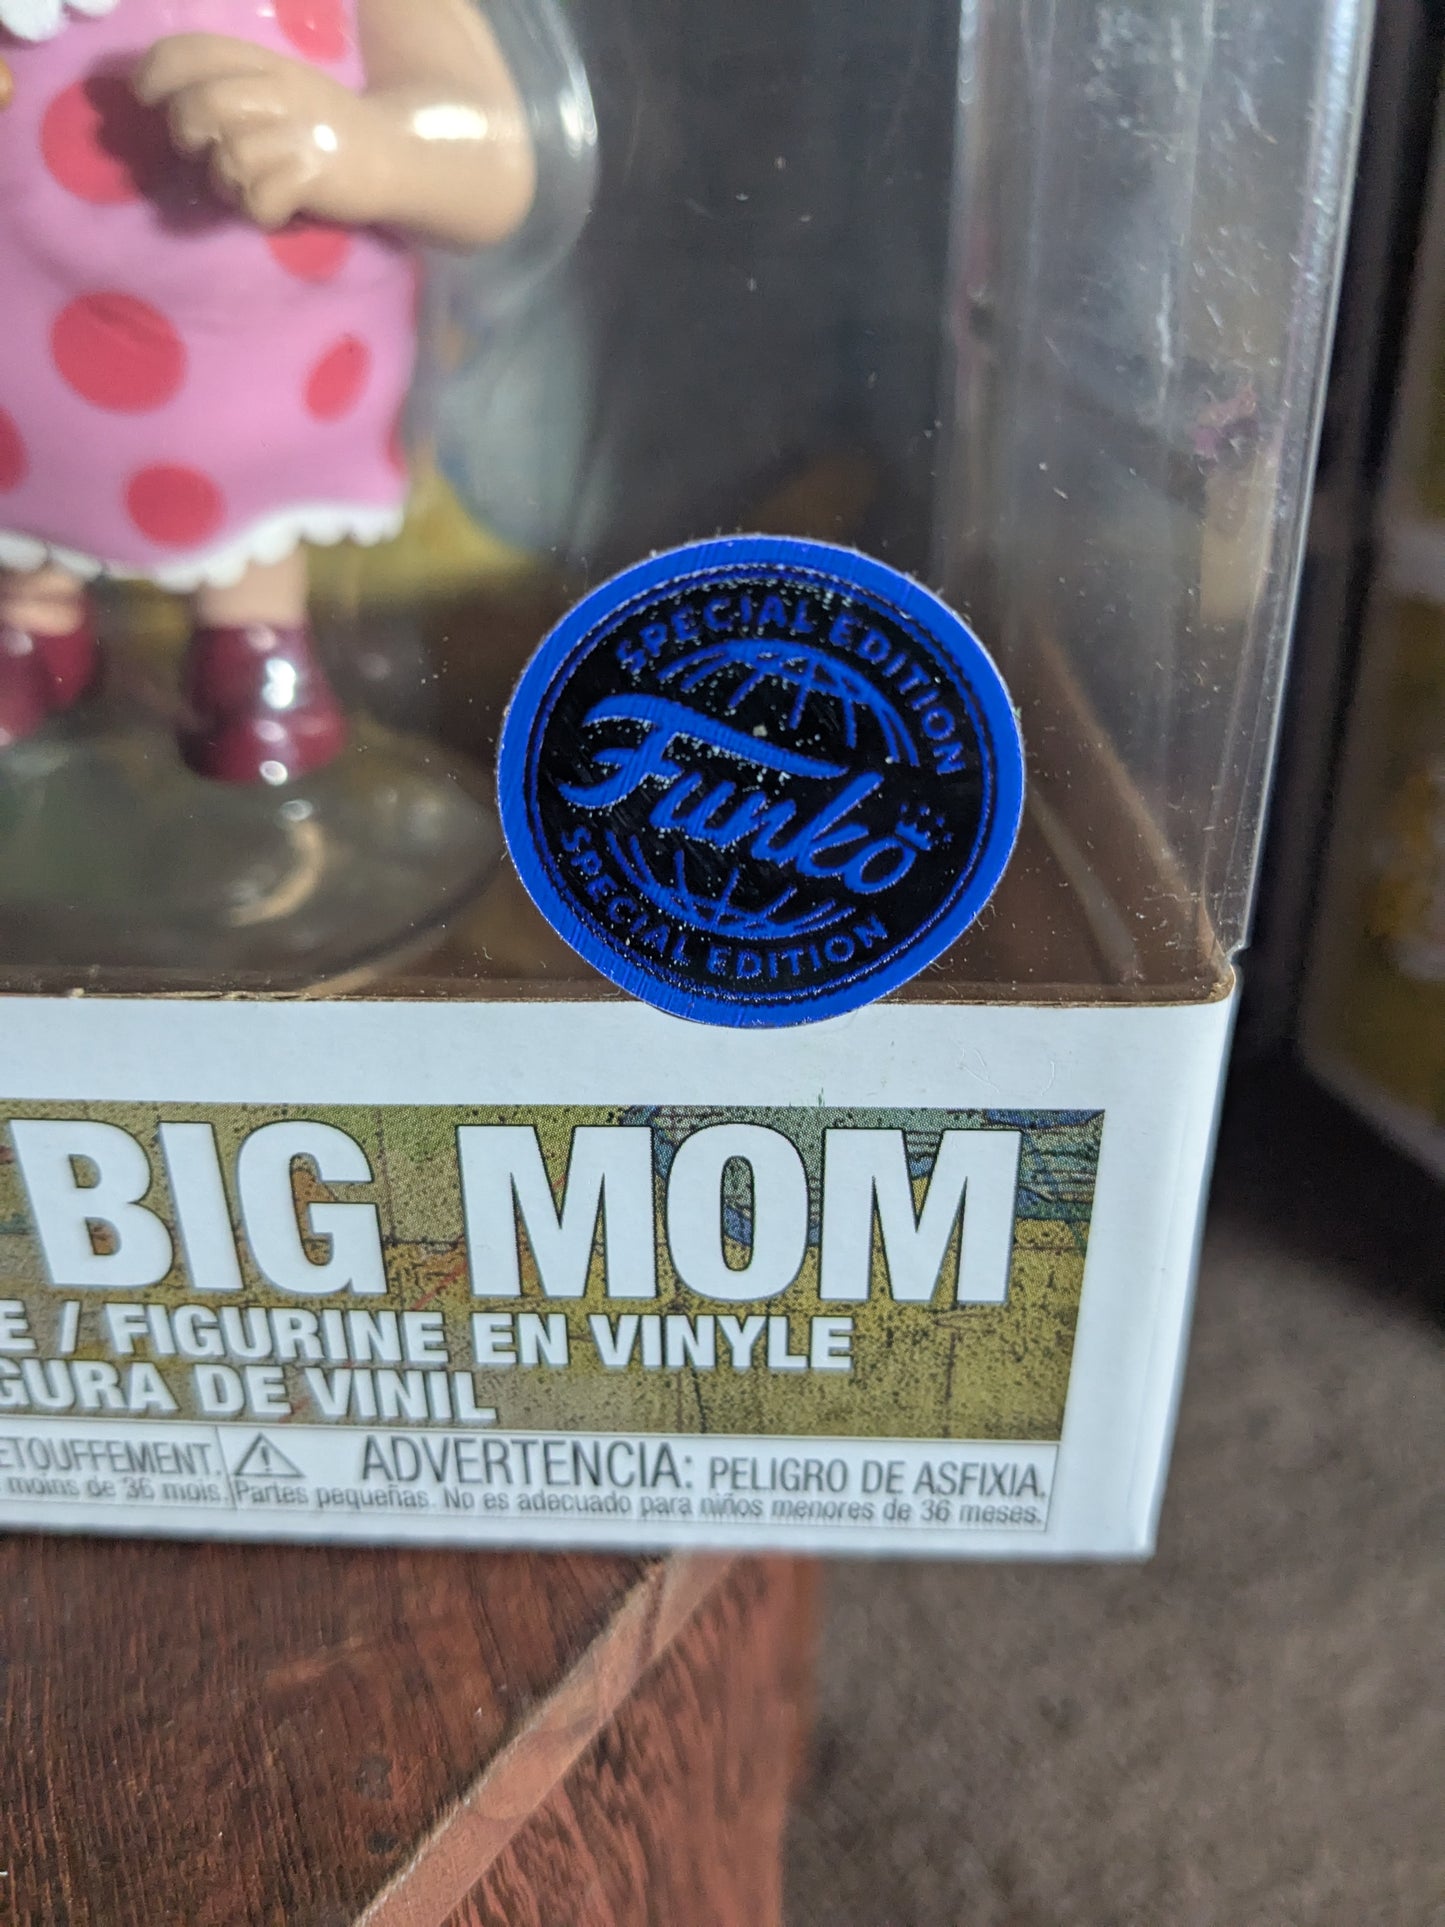 SPECIAL EDITION
Funko
SPECIAL EDITION
BIG MOM
E / FIGURINE EN VINYLE
GURA DE VINIL
ETOUFFEMENT.
moins de 36 mois.
ADVERTENCIA: PELIGRO DE ASFIXIA.
Partes pequeñas. No es adecuado para niños menores de 36 meses.